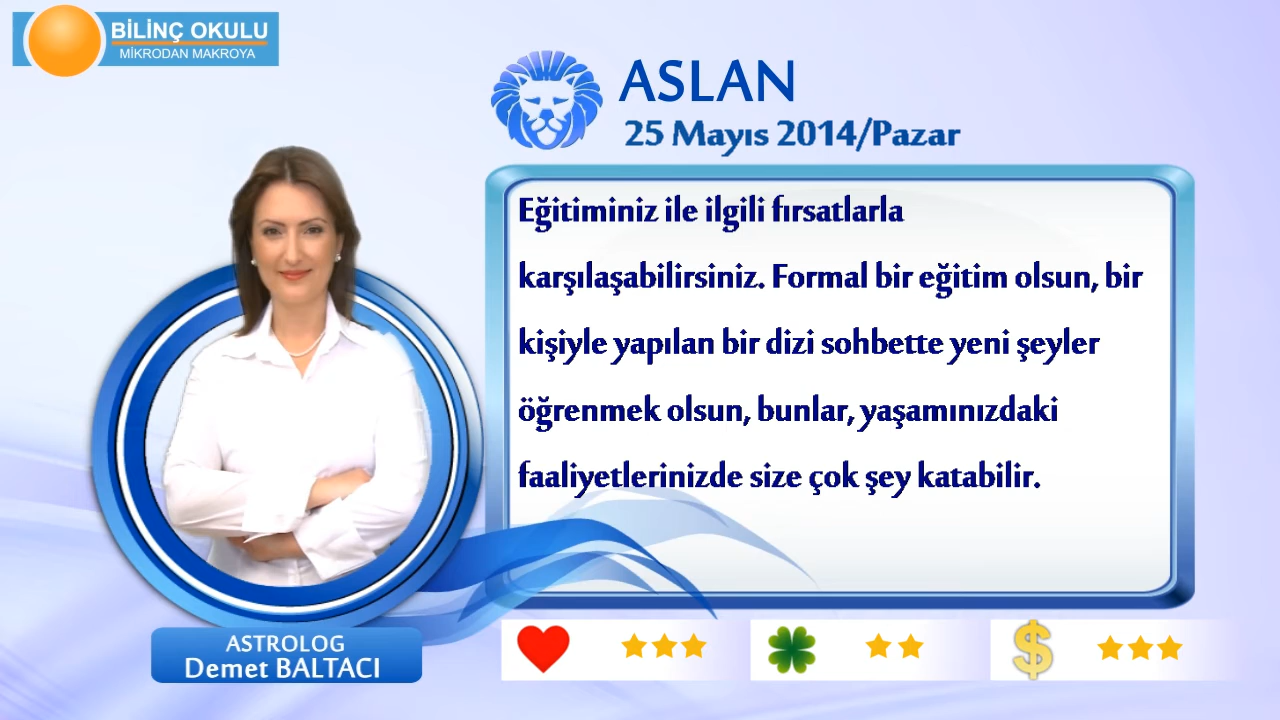 BİLİNÇ OKULU
MİKRODAN MAKROYA
ASLAN
25 Mayıs 2014/Pazar
Eğitiminiz ile ilgili fırsatlarla
karşılaşabilirsiniz. Formal bir eğitim olsun, bir
kişiyle yapılan bir dizi sohbette yeni şeyler
öğrenmek olsun, bunlar, yaşamınızdaki
faaliyetlerinizde size çok şey katabilir.
ASTROLOG
Demet BALTACI
$